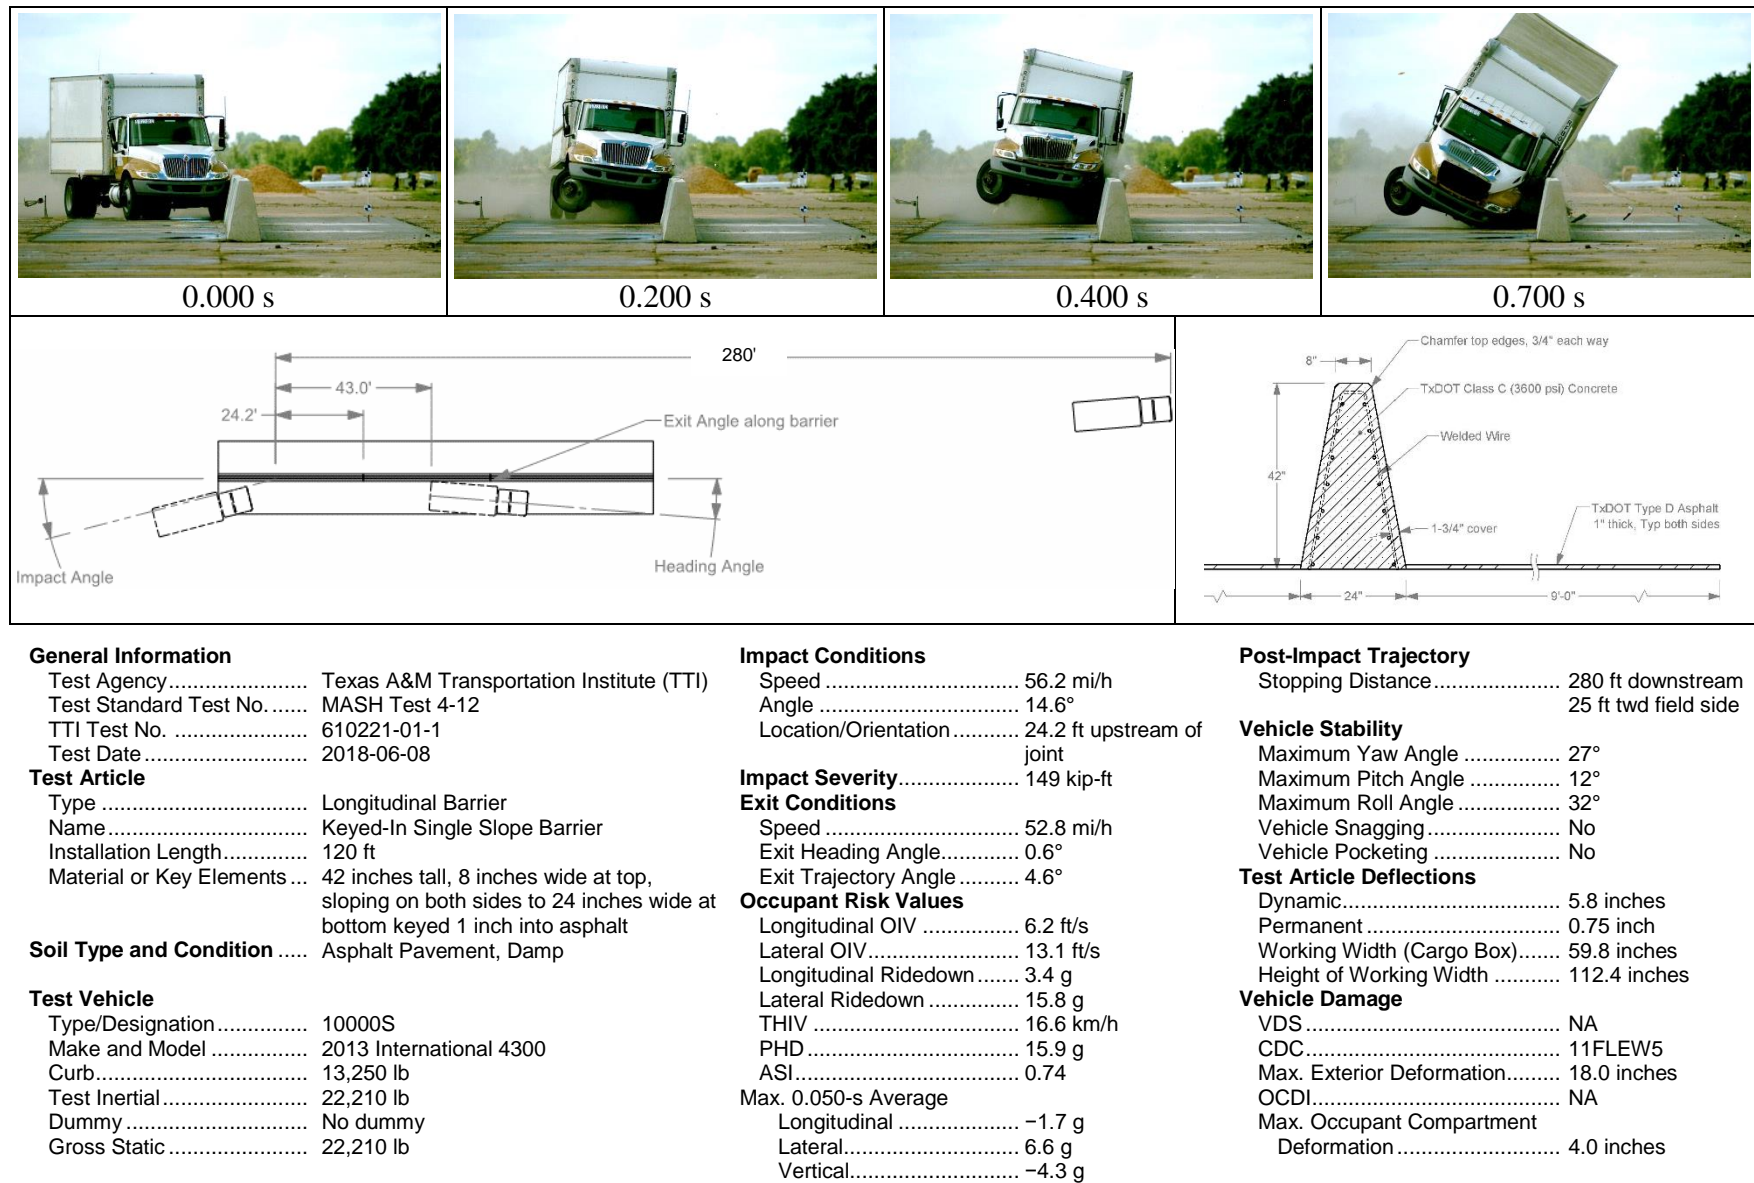 0.000 s
0.200 s
0.400 s
0.700 s
280'
43.0'
24.2'
Exit Angle along barrier
Impact Angle
Heading Angle
Chamfer top edges, 3/4" each way
8"
TxDOT Class C (3600 psi) Concrete
Welded Wire
42"
TxDOT Type D Asphalt
1" thick, Typ both sides
1-3/4" cover
24"
9'-0"
General Information
Test Agency....................... Texas A&M Transportation Institute (TTI)
Test Standard Test No. ...... MASH Test 4-12
TTI Test No. ....................... 610221-01-1
Test Date........................... 2018-06-08
Test Article
Type .................................. Longitudinal Barrier
Name................................. Keyed-In Single Slope Barrier
Installation Length.............. 120 ft
Material or Key Elements ... 42 inches tall, 8 inches wide at top,
sloping on both sides to 24 inches wide at
bottom keyed 1 inch into asphalt
Soil Type and Condition ..... Asphalt Pavement, Damp
Test Vehicle
Type/Designation............... 10000S
Make and Model ................ 2013 International 4300
Curb................................... 13,250 lb
Test Inertial........................ 22,210 lb
Dummy.............................. No dummy
Gross Static....................... 22,210 lb
Impact Conditions
Speed ................................ 56.2 mi/h
Angle ................................. 14.6°
Location/Orientation........... 24.2 ft upstream of
joint
Impact Severity.................... 149 kip-ft
Exit Conditions
Speed ................................ 52.8 mi/h
Exit Heading Angle............. 0.6°
Exit Trajectory Angle .......... 4.6°
Occupant Risk Values
Longitudinal OIV ................ 6.2 ft/s
Lateral OIV......................... 13.1 ft/s
Longitudinal Ridedown....... 3.4 g
Lateral Ridedown ............... 15.8 g
THIV .................................. 16.6 km/h
PHD................................... 15.9 g
ASI..................................... 0.74
Max. 0.050-s Average
Longitudinal .................... −1.7 g
Lateral............................. 6.6 g
Vertical............................ −4.3 g
Post-Impact Trajectory
Stopping Distance.................... 280 ft downstream
25 ft twd field side
Vehicle Stability
Maximum Yaw Angle ............... 27°
Maximum Pitch Angle .............. 12°
Maximum Roll Angle ................ 32°
Vehicle Snagging..................... No
Vehicle Pocketing .................... No
Test Article Deflections
Dynamic................................... 5.8 inches
Permanent ............................... 0.75 inch
Working Width (Cargo Box)...... 59.8 inches
Height of Working Width .......... 112.4 inches
Vehicle Damage
VDS ......................................... NA
CDC......................................... 11FLEW5
Max. Exterior Deformation........ 18.0 inches
OCDI........................................ NA
Max. Occupant Compartment
Deformation .......................... 4.0 inches